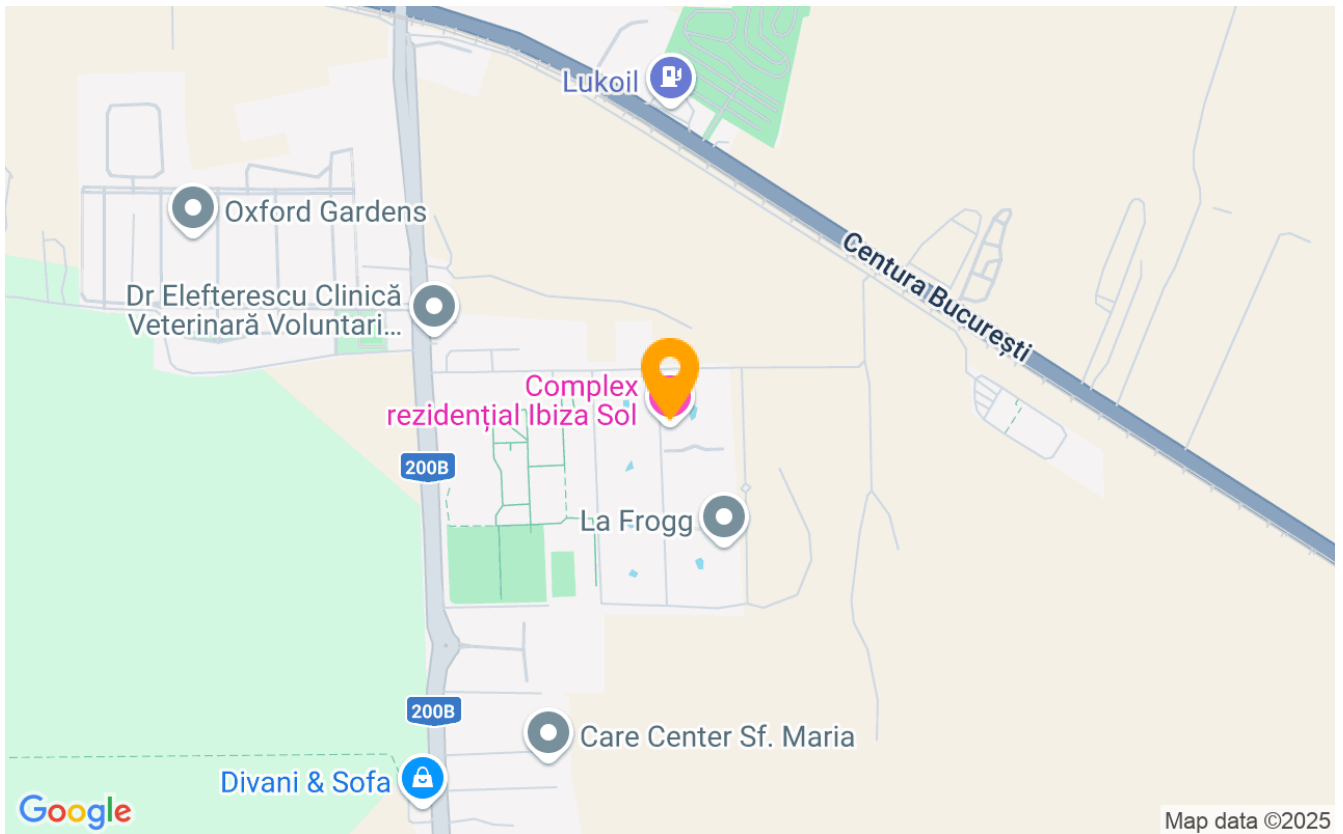 Lukoil
Oxford Gardens
Centura București
Dr Elefterescu Clinică
Veterinară Voluntari...
Complex
rezidențial Ibiza Sol
200B
La Frogg
200B
Care Center Sf. Maria
Divani & Sofa
Google
Map data ©2025